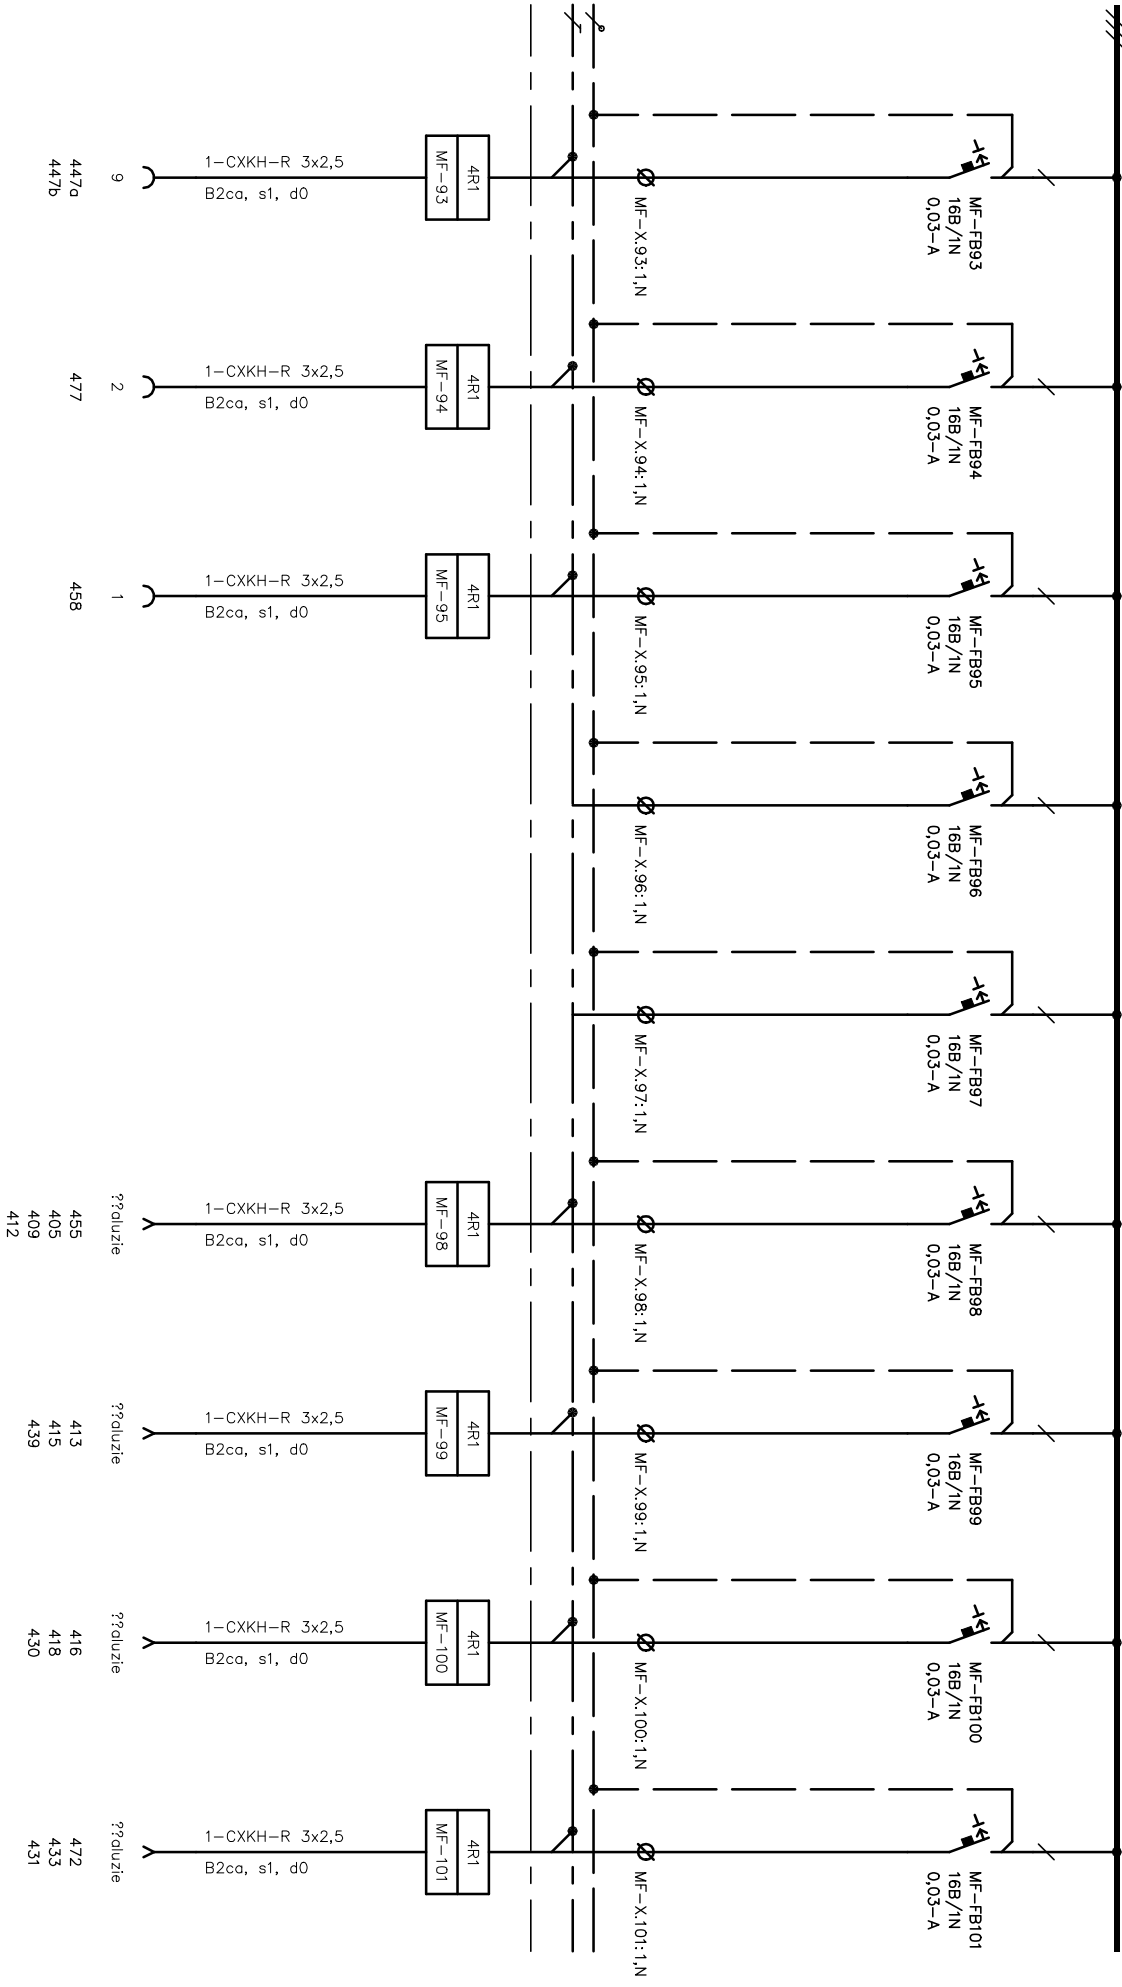 MF-FB93
16B/1N
0,03-A
MF-X.93:1,N
4R1
MF-93
1-CXKH-R 3x2,5
B2ca, s1, d0
9
447a
447b
MF-FB94
16B/1N
0,03-A
MF-X.94:1,N
4R1
MF-94
1-CXKH-R 3x2,5
B2ca, s1, d0
2
477
MF-FB95
16B/1N
0,03-A
MF-X.95:1,N
4R1
MF-95
1-CXKH-R 3x2,5
B2ca, s1, d0
1
458
MF-FB96
16B/1N
0,03-A
MF-X.96:1,N
MF-FB97
16B/1N
0,03-A
MF-X.97:1,N
MF-FB98
16B/1N
0,03-A
MF-X.98:1,N
4R1
MF-98
1-CXKH-R 3x2,5
B2ca, s1, d0
??aluzie
455
405
409
412
MF-FB99
16B/1N
0,03-A
MF-X.99:1,N
4R1
MF-99
1-CXKH-R 3x2,5
B2ca, s1, d0
??aluzie
413
415
439
MF-FB100
16B/1N
0,03-A
MF-X.100:1,N
4R1
MF-100
1-CXKH-R 3x2,5
B2ca, s1, d0
??aluzie
416
418
430
MF-FB101
16B/1N
0,03-A
MF-X.101:1,N
4R1
MF-101
1-CXKH-R 3x2,5
B2ca, s1, d0
??aluzie
472
433
431